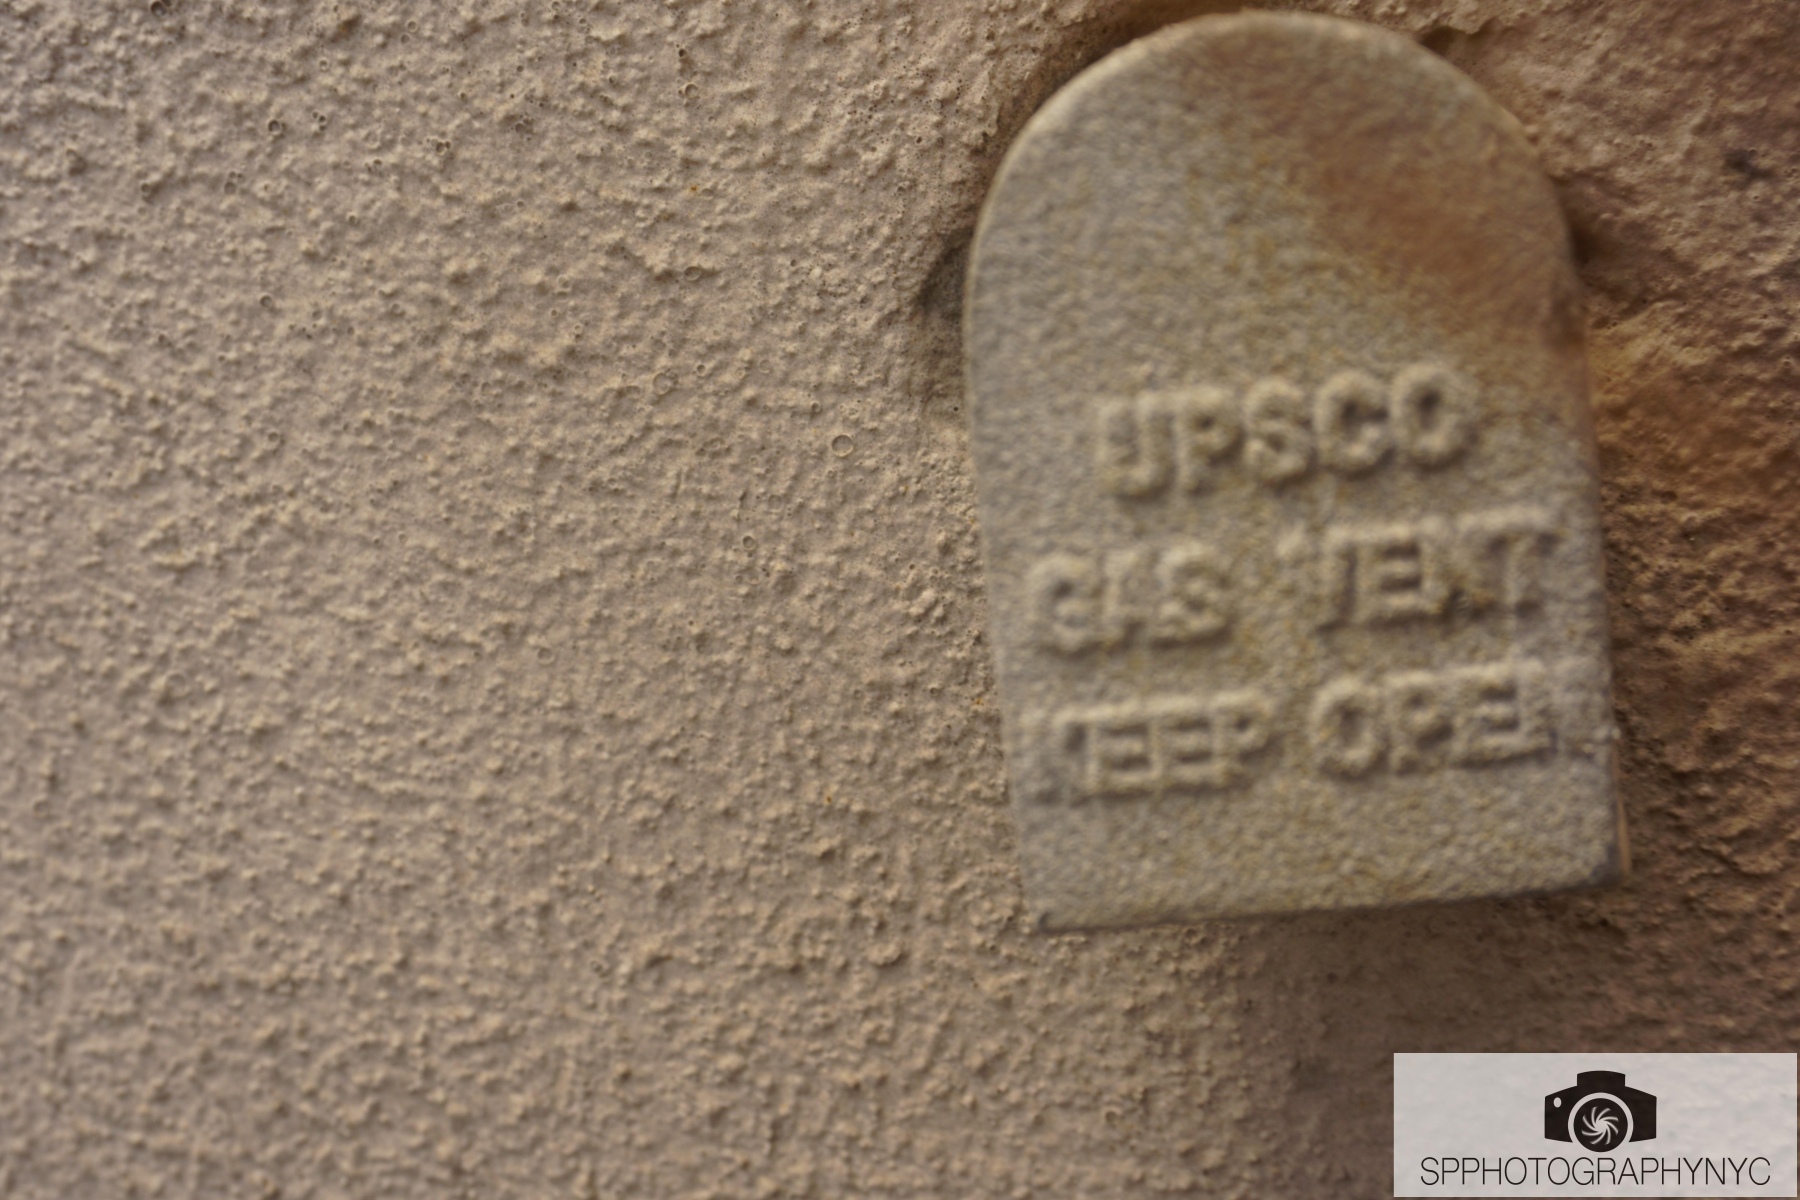 UPSCO
GAS VENT
KEEP OPEN
SPPHOTOGRAPHYNYC